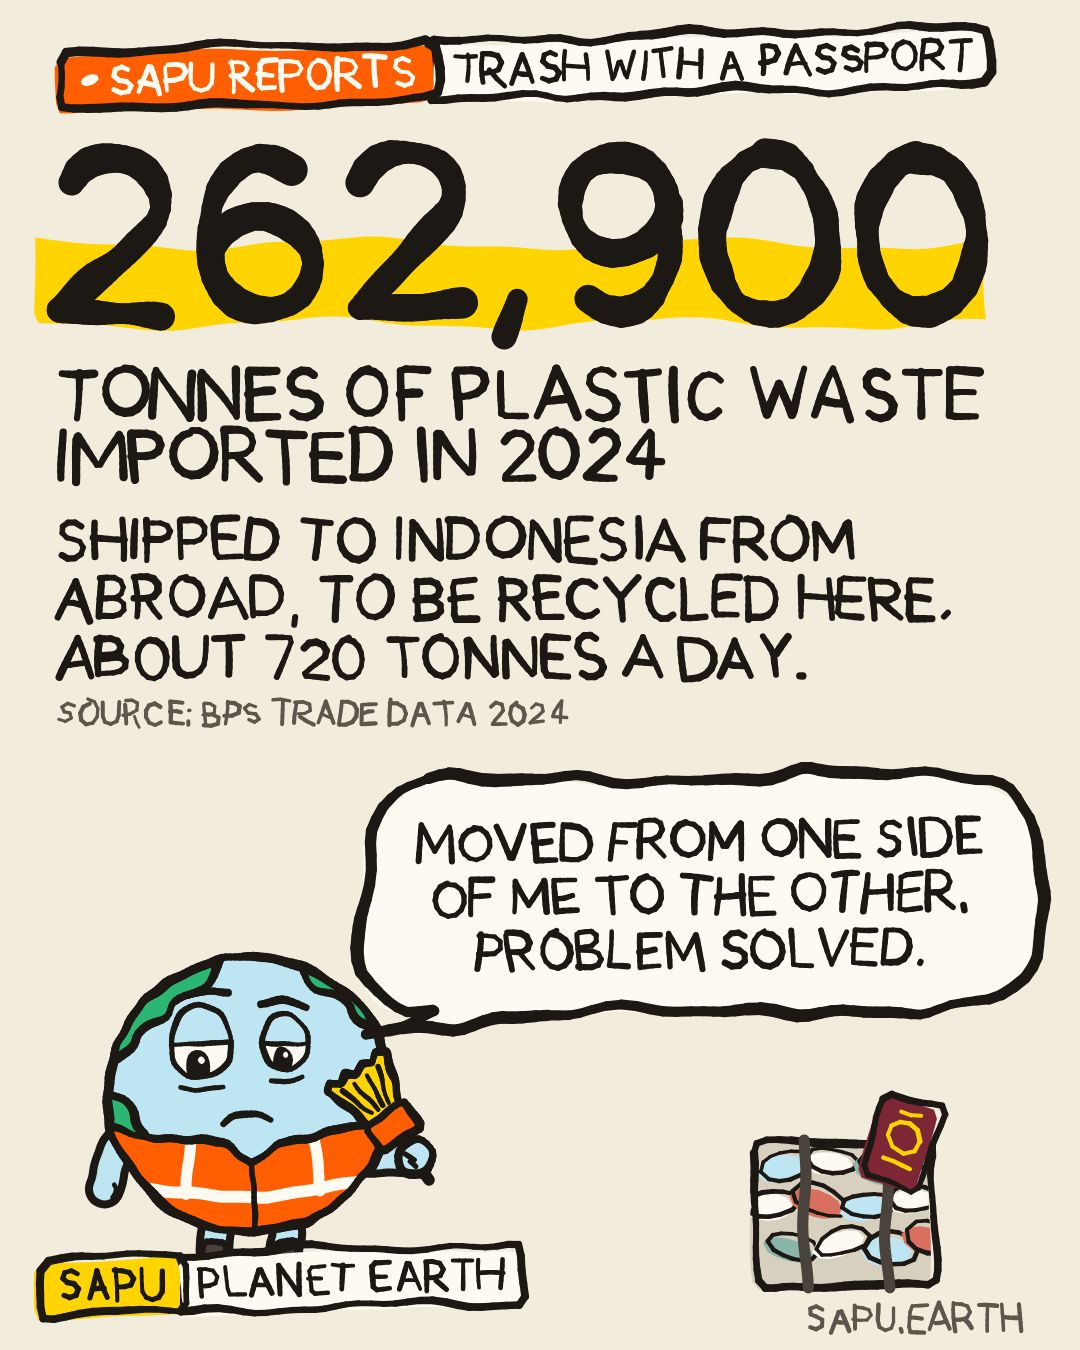 • SAPU REPORTS
TRASH WITH A PASSPORT
262,900
TONNES OF PLASTIC WASTE
IMPORTED IN 2024
SHIPPED TO INDONESIA FROM
ABROAD, TO BE RECYCLED HERE.
ABOUT 720 TONNES A DAY.
SOURCE: BPS TRADE DATA 2024
MOVED FROM ONE SIDE
OF ME TO THE OTHER.
PROBLEM SOLVED.
SAPU
PLANET EARTH
SAPU.EARTH